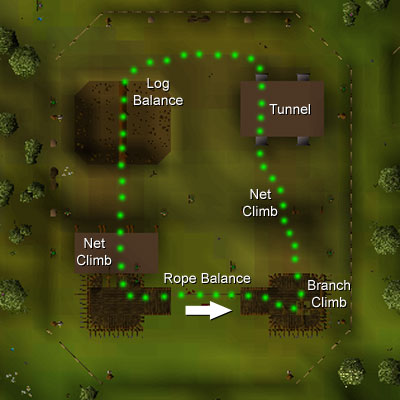 Log
Balance
Tunnel
Net
Climb
Net
Climb
Rope Balance
Branch
Climb